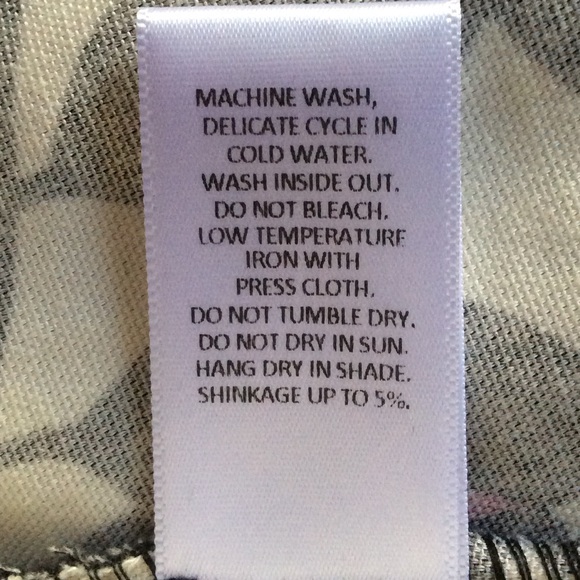 MACHINE WASH,
DELICATE CYCLE IN
COLD WATER.
WASH INSIDE OUT.
DO NOT BLEACH.
LOW TEMPERATURE
IRON WITH
PRESS CLOTH.
DO NOT TUMBLE DRY.
DO NOT DRY IN SUN.
HANG DRY IN SHADE.
SHINKAGE UP TO 5%.